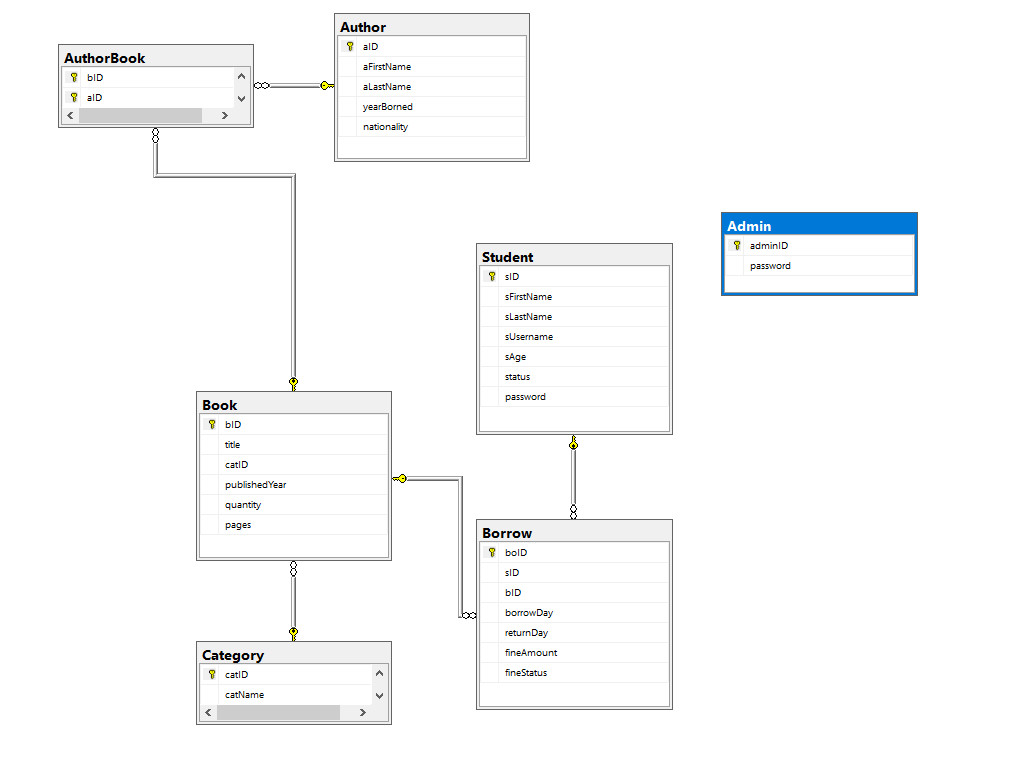 Author
aID
aFirstName
aLastName
yearBorned
nationality
AuthorBook
bID
aID
Admin
adminID
password
Student
sID
sFirstName
sLastName
sUsername
sAge
status
password
Book
bID
title
catID
publishedYear
quantity
pages
Borrow
boID
sID
bID
borrowDay
returnDay
fineAmount
fineStatus
Category
catID
catName